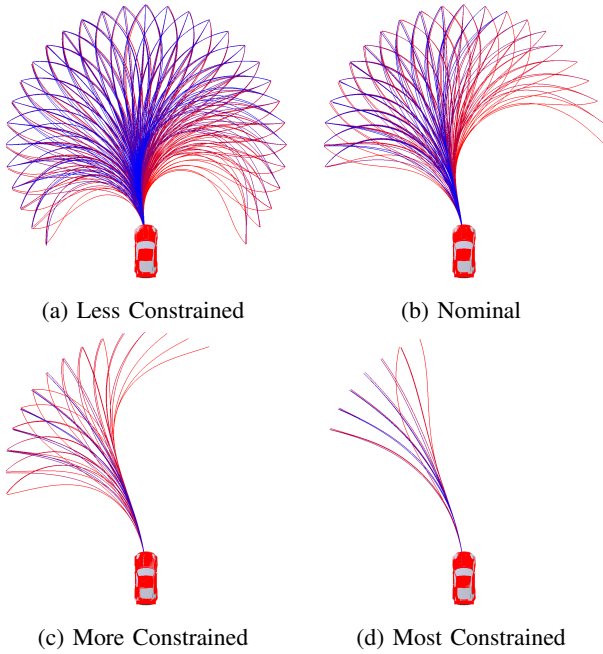 (a) Less Constrained
(b) Nominal
(c) More Constrained
(d) Most Constrained